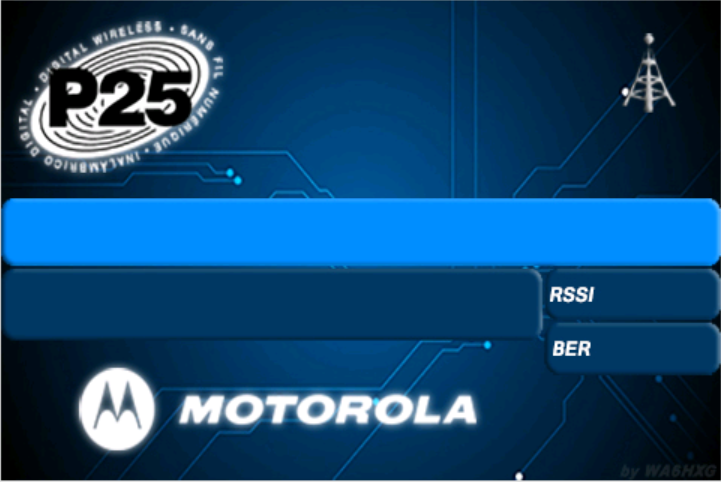 • DIGITAL WIRELESS • SANS FIL NUMÉRIQUE • INALÁMBRICO DIGITAL
P25
RSSI
BER
MOTOROLA
by WA6HXG